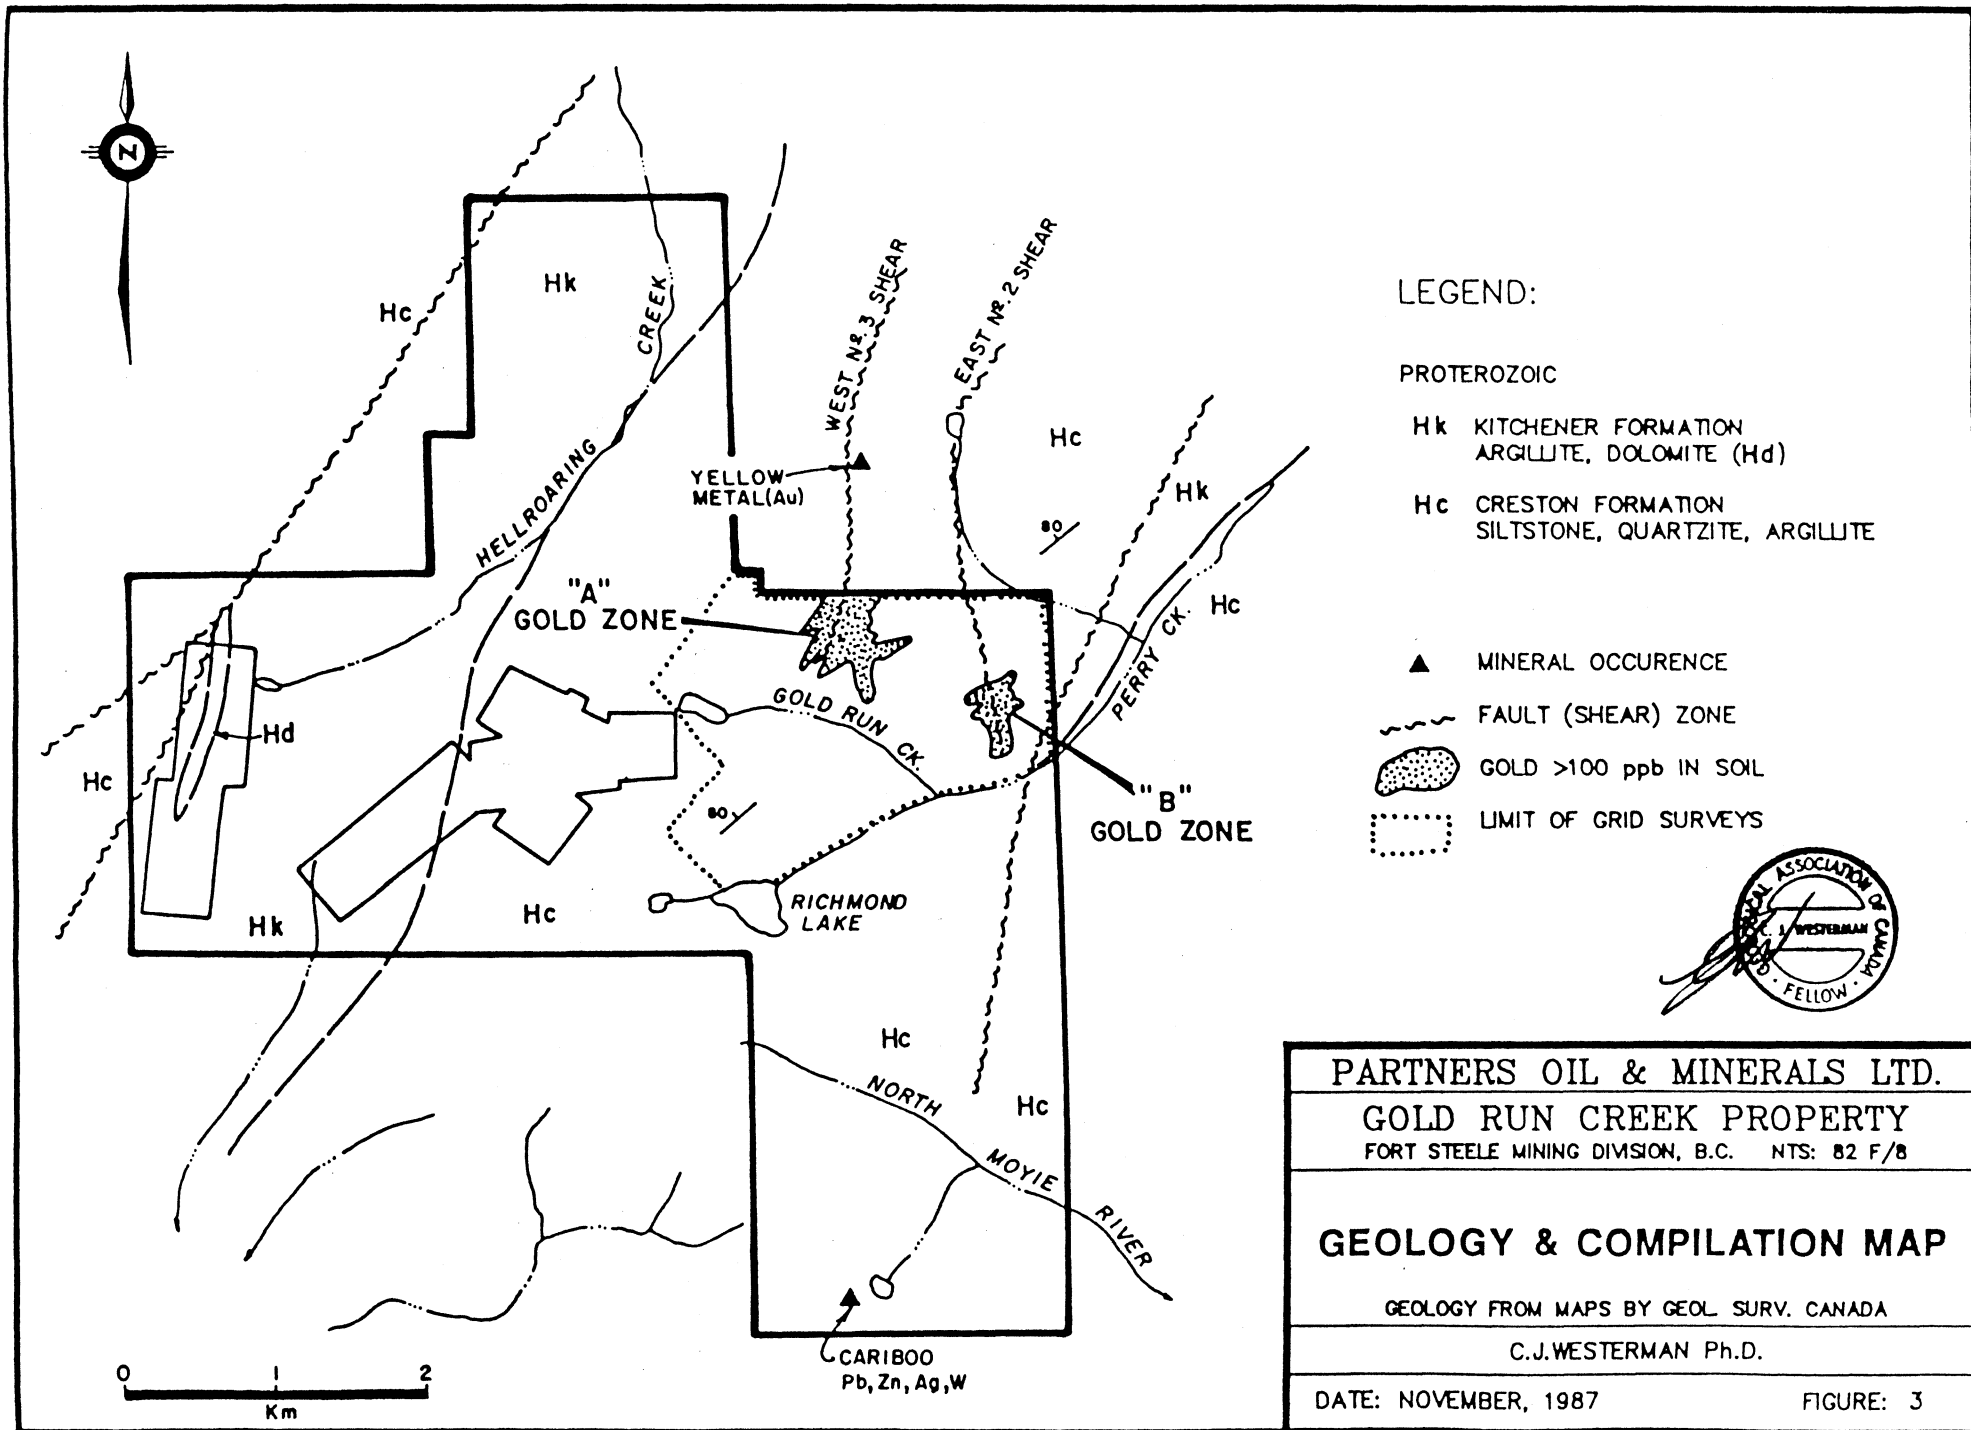 N
Hk
Hc
CREEK
WEST Nº.3 SHEAR
EAST Nº.2 SHEAR
Hc
YELLOW
METAL(Au)
Hk
80
HELLROARING
"A"
GOLD ZONE
Hc
PERRY CK.
GOLD RUN CK.
Hd
Hc
80
"B"
GOLD ZONE
Hk
Hc
RICHMOND
LAKE
Hc
NORTH MOYIE RIVER
Hc
CARIBOO
Pb, Zn, Ag, W
0 1 2
Km
LEGEND:
PROTEROZOIC
Hk KITCHENER FORMATION
ARGILLITE, DOLOMITE (Hd)
Hc CRESTON FORMATION
SILTSTONE, QUARTZITE, ARGILLITE
MINERAL OCCURENCE
FAULT (SHEAR) ZONE
GOLD >100 ppb IN SOIL
LIMIT OF GRID SURVEYS
ASSOCIATION OF CANADA
C. J. WESTERMAN
FELLOW
PARTNERS OIL & MINERALS LTD.
GOLD RUN CREEK PROPERTY
FORT STEELE MINING DIVISION, B.C. NTS: 82 F/8
GEOLOGY & COMPILATION MAP
GEOLOGY FROM MAPS BY GEOL. SURV. CANADA
C.J.WESTERMAN Ph.D.
DATE: NOVEMBER, 1987 FIGURE: 3